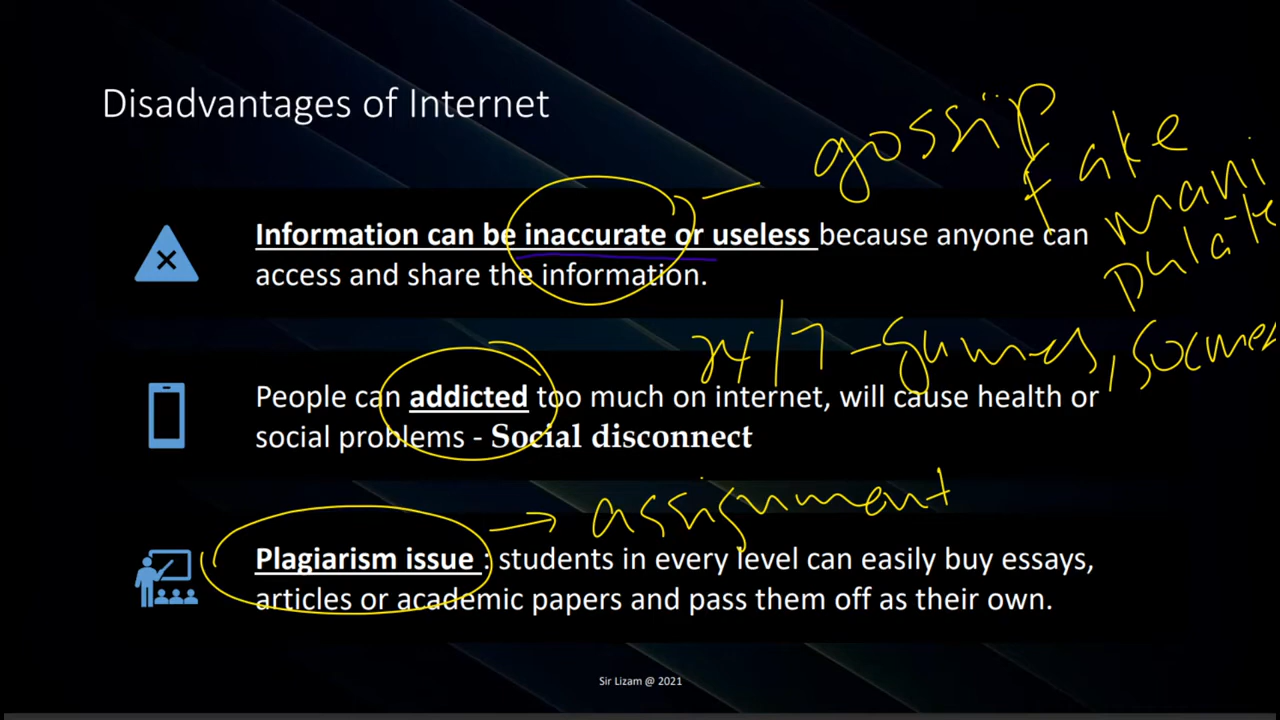 Disadvantages of Internet
gossip
fake
mani
pulate
Information can be inaccurate or useless because anyone can
access and share the information.
24/7 - games, socmed
People can addicted too much on internet, will cause health or
social problems - Social disconnect
assignment
Plagiarism issue : students in every level can easily buy essays,
articles or academic papers and pass them off as their own.
Sir Lizam @ 2021